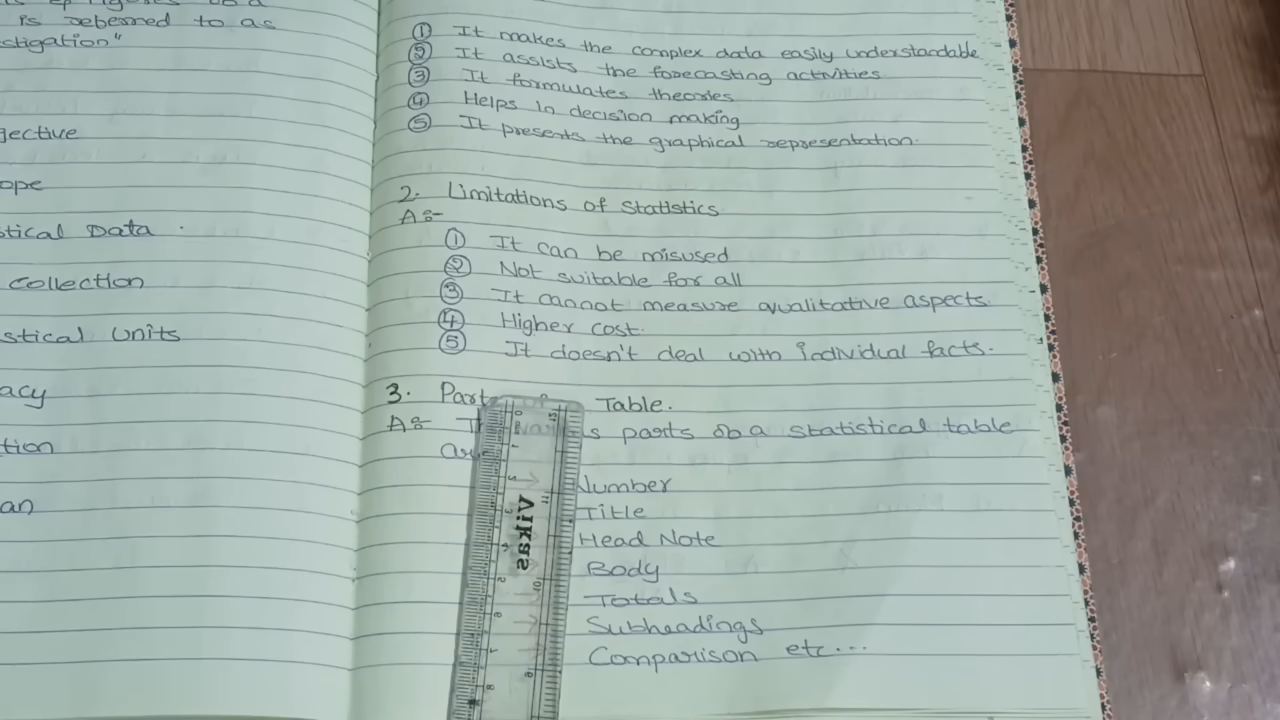 is referred to as
stigation"
jective
ope
stical Data .
collection
stical Units
acy
tion
an
① It makes the complex data easily understandable
② It assists the forecasting activities
③ It formulates theories
④ Helps in decision making
⑤ It presents the graphical representation.
2. Limitations of Statistics
A:-
① It can be misused
② Not suitable for all
③ It cannot measure qualitative aspects.
④ Higher cost.
⑤ It doesn't deal with individual facts.
3. Part Table.
A:- parts of a statistical table
are
Number
Title
Head Note
Body
Totals
Subheadings
Comparison etc...
Vikas